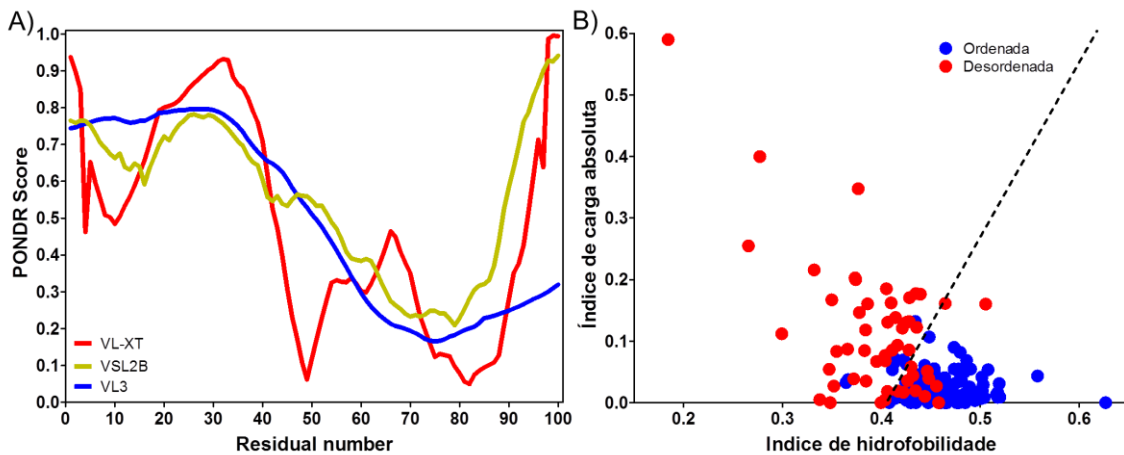 A)
1.0
0.9
0.8
0.7
0.6
0.5
0.4
0.3
0.2
0.1
0.0
PONDR Score
VL-XT
VSL2B
VL3
0 10 20 30 40 50 60 70 80 90 100
Residual number
B)
0.6
0.5
0.4
0.3
0.2
0.1
0.0
Índice de carga absoluta
Ordenada
Desordenada
0.2 0.3 0.4 0.5 0.6
Indice de hidrofobilidade